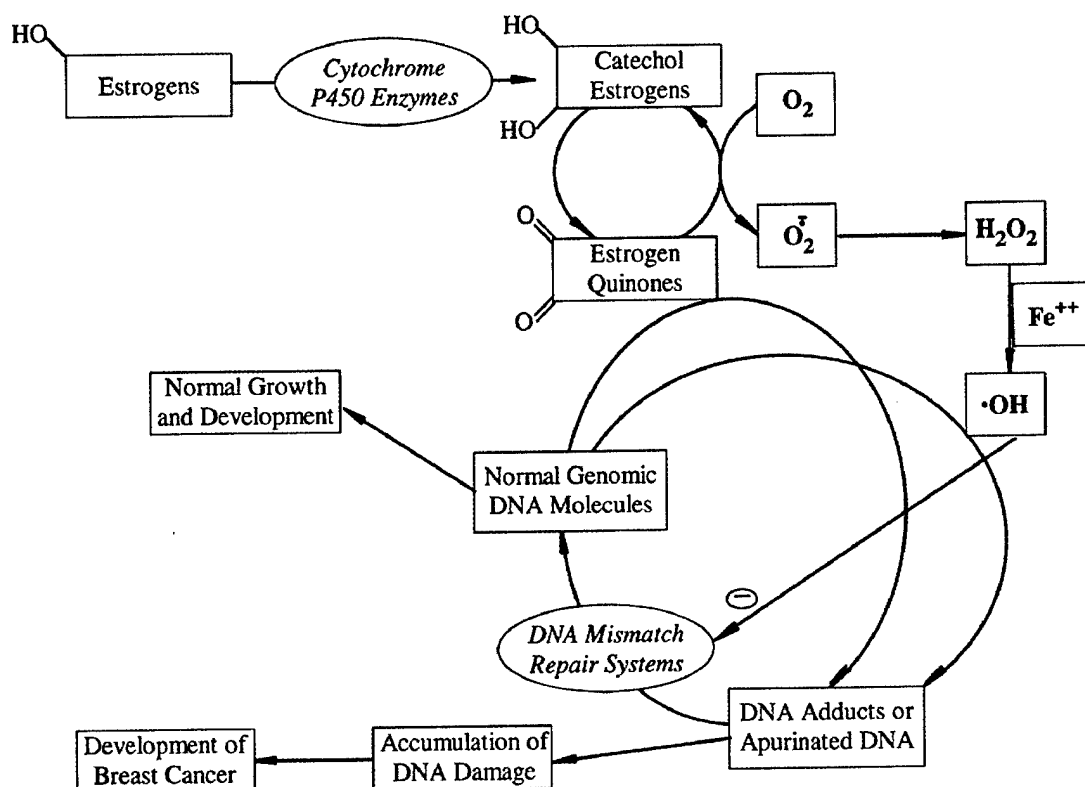 HO
Estrogens
Cytochrome
P450 Enzymes
HO
Catechol
Estrogens
HO
O₂
O
Estrogen
Quinones
O
O₂•̄
H₂O₂
Fe⁺⁺
•OH
Normal Growth
and Development
Normal Genomic
DNA Molecules
−
DNA Mismatch
Repair Systems
DNA Adducts or
Apurinated DNA
Accumulation of
DNA Damage
Development of
Breast Cancer